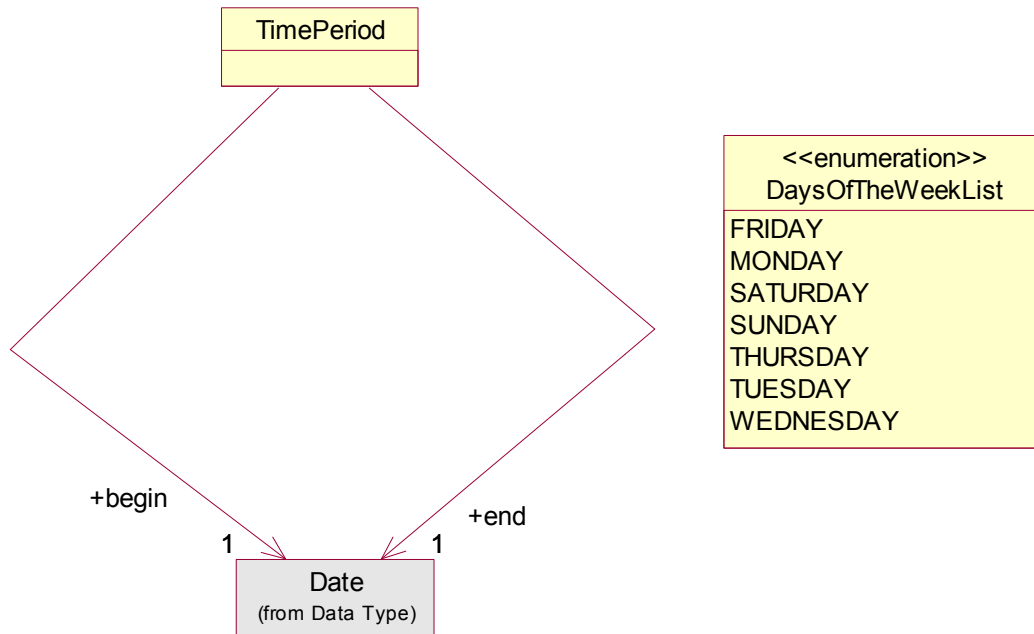 TimePeriod
<<enumeration>>
DaysOfTheWeekList
FRIDAY
MONDAY
SATURDAY
SUNDAY
THURSDAY
TUESDAY
WEDNESDAY
+begin
+end
1
1
Date
(from Data Type)